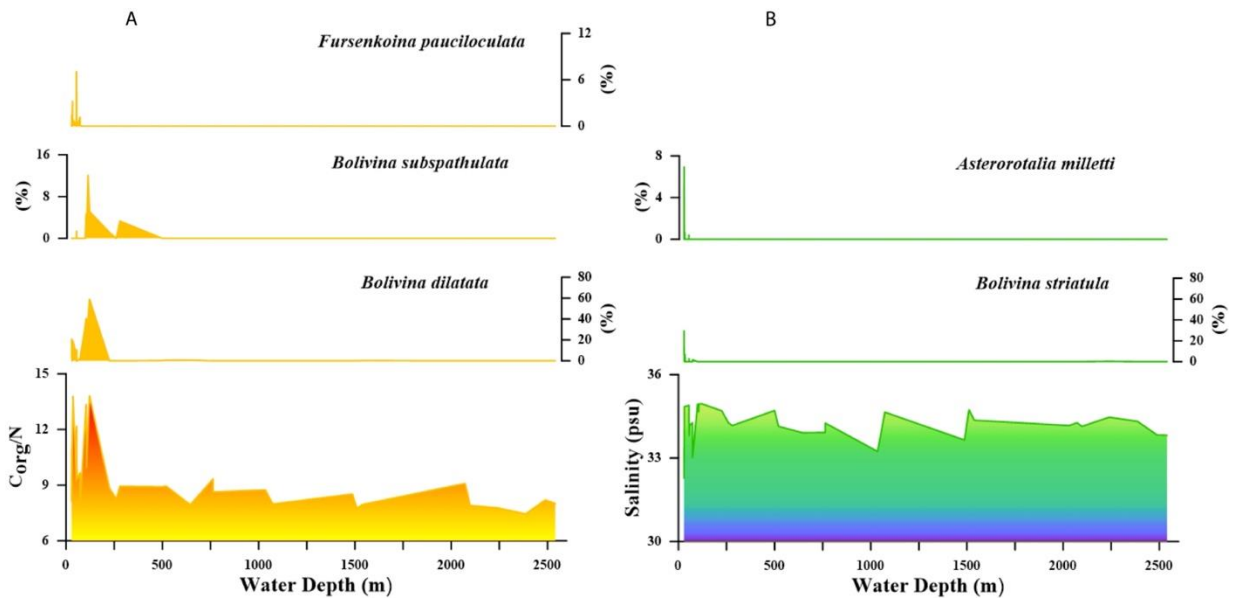 A
B
Fursenkoina pauciloculata
12
6
0
(%)
16
8
0
(%)
Bolivina subspathulata
Bolivina dilatata
80
60
40
20
0
(%)
15
12
9
6
Corg/N
0 500 1000 1500 2000 2500
Water Depth (m)
8
4
0
(%)
Asterorotalia milletti
Bolivina striatula
80
60
40
20
0
(%)
36
33
30
Salinity (psu)
0 500 1000 1500 2000 2500
Water Depth (m)